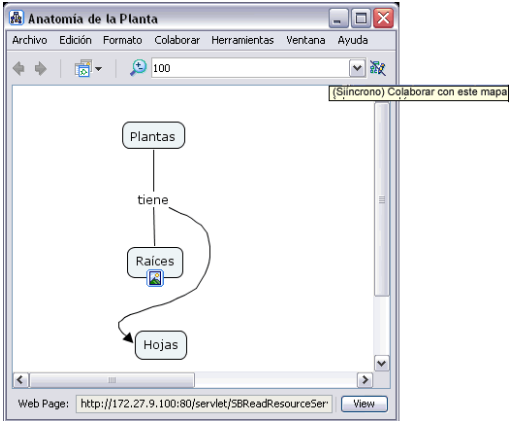 Anatomía de la Planta
Archivo Edición Formato Colaborar Herramientas Ventana Ayuda
100
(Síincrono) Colaborar con este mapa
Plantas
tiene
Raíces
Hojas
Web Page: http://172.27.9.100:80/servlet/SBReadResourceSer View